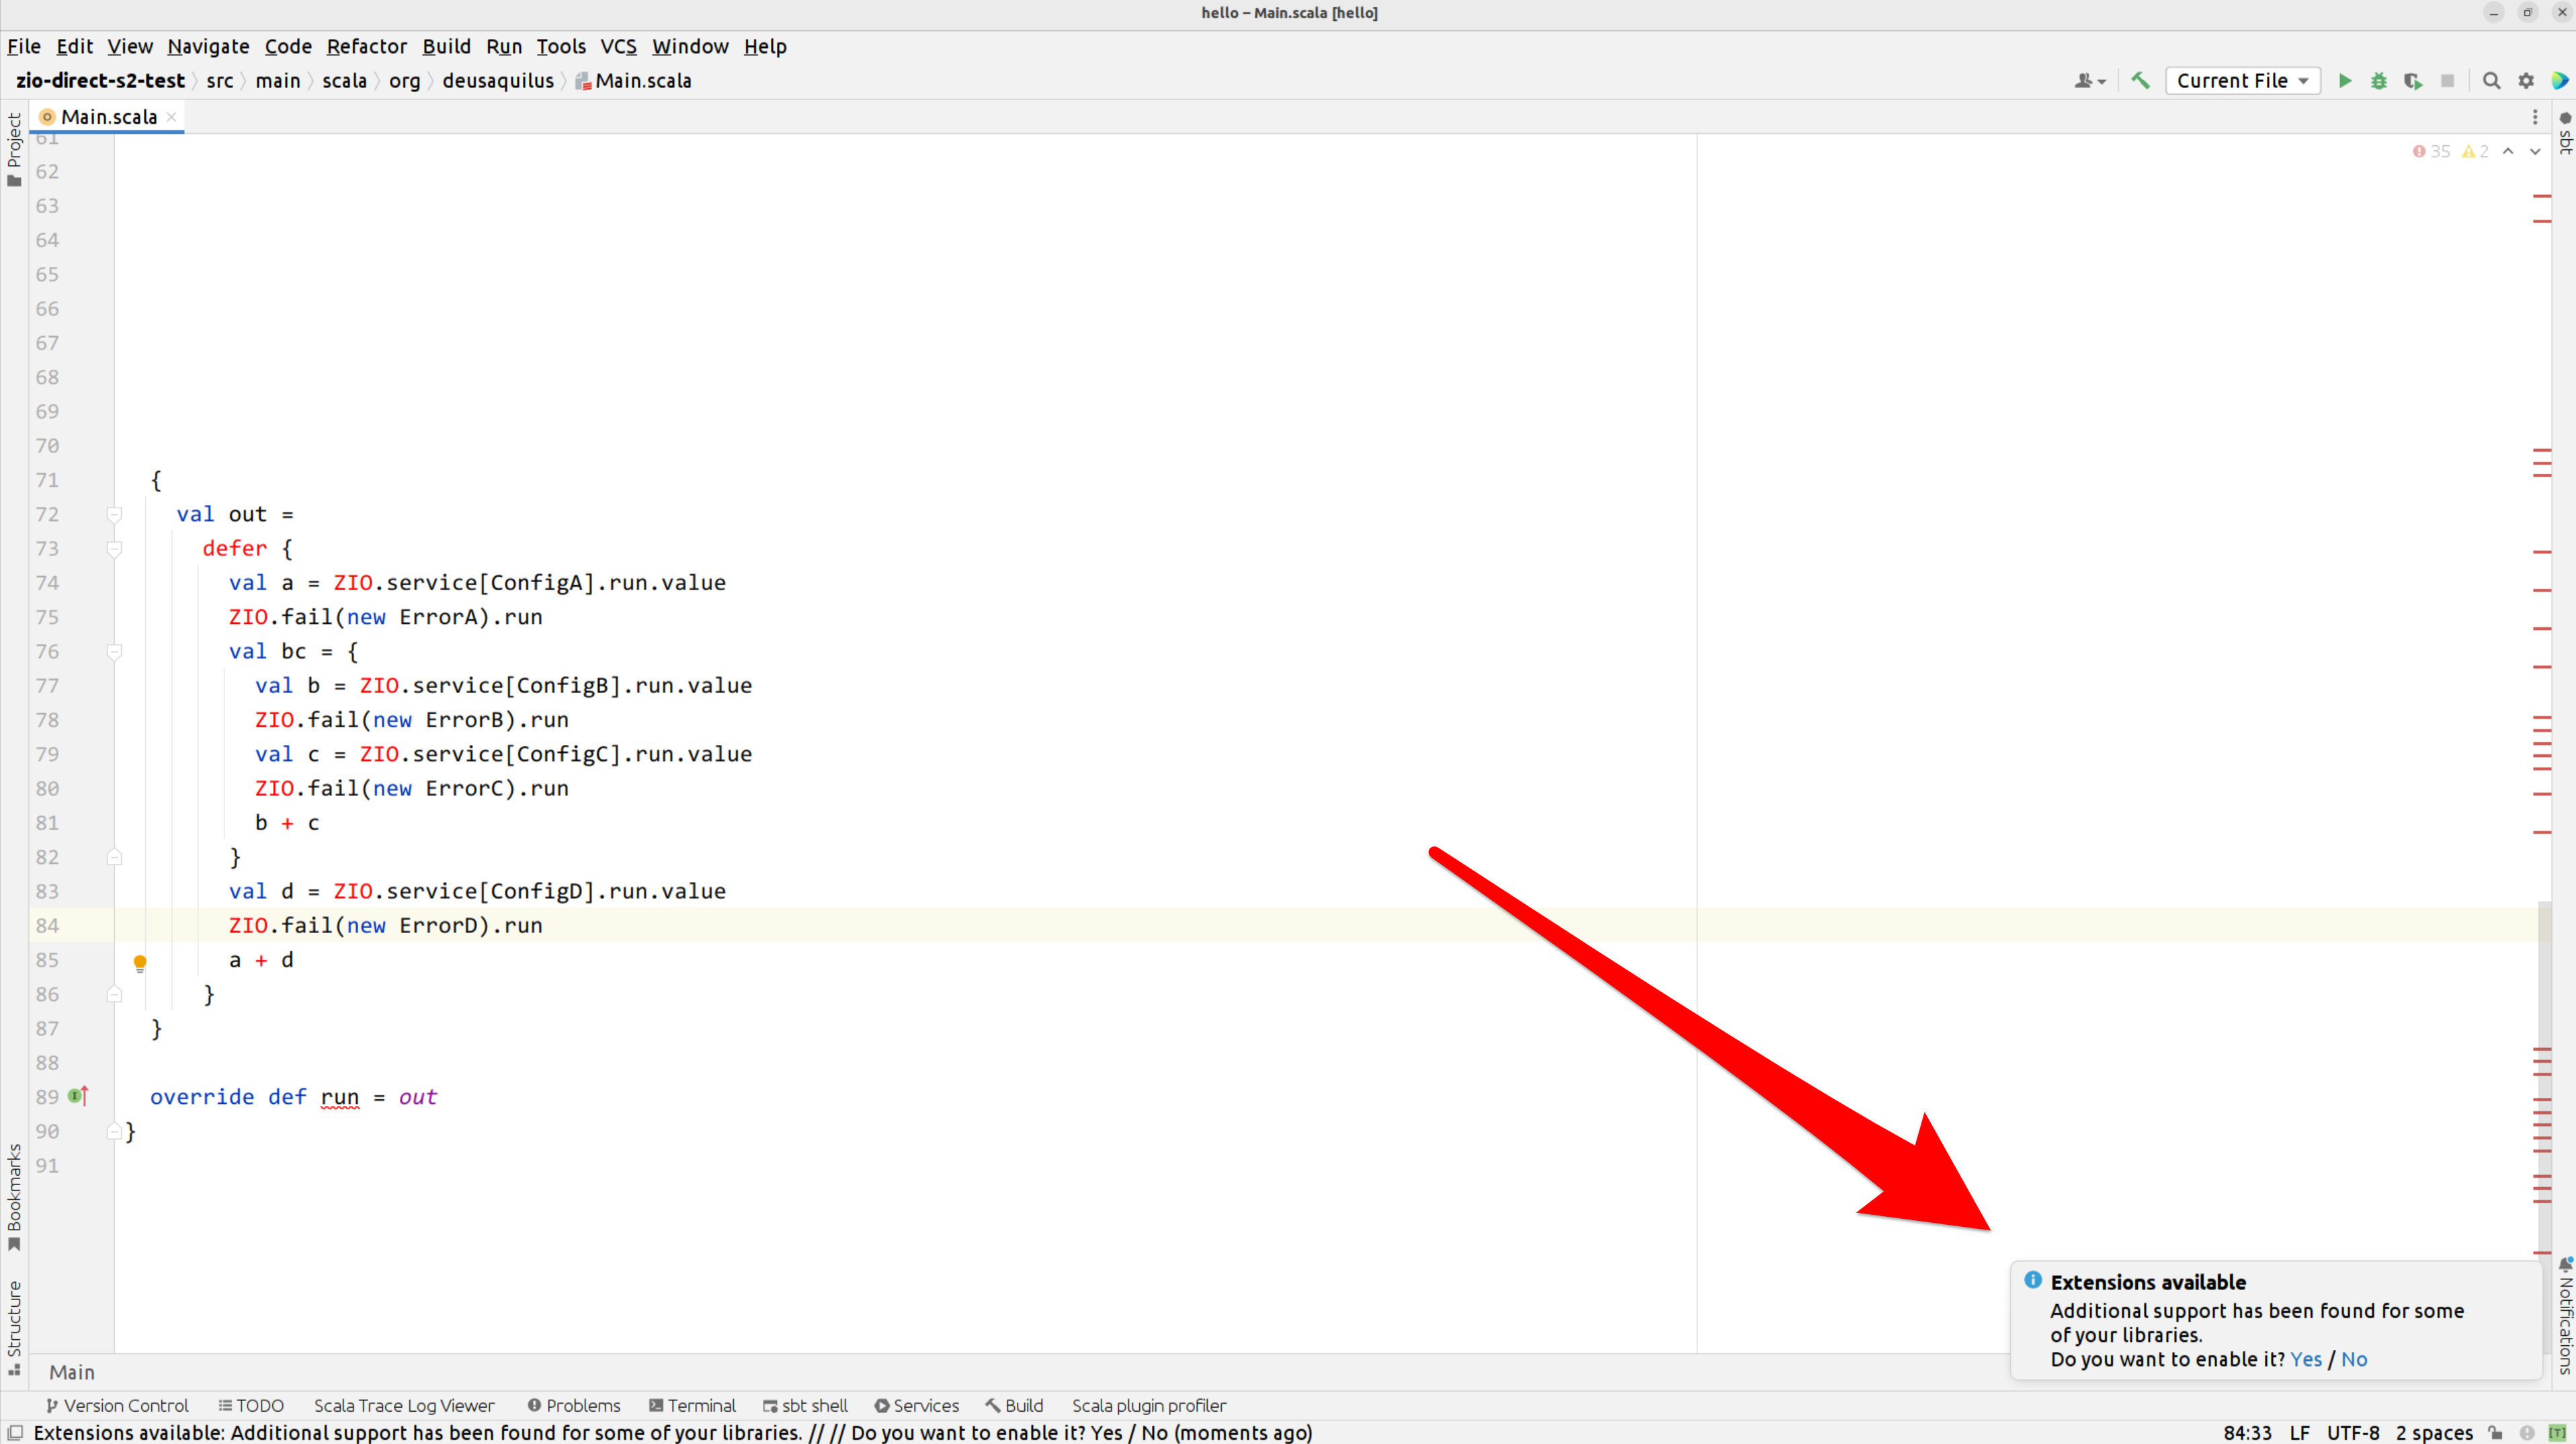 hello – Main.scala [hello]
File Edit View Navigate Code Refactor Build Run Tools VCS Window Help
zio-direct-s2-test src main scala org deusaquilus Main.scala
Current File
Main.scala
35 2
Project
sbt
61
62
63
64
65
66
67
68
69
70
71 {
72 val out =
73 defer {
74 val a = ZIO.service[ConfigA].run.value
75 ZIO.fail(new ErrorA).run
76 val bc = {
77 val b = ZIO.service[ConfigB].run.value
78 ZIO.fail(new ErrorB).run
79 val c = ZIO.service[ConfigC].run.value
80 ZIO.fail(new ErrorC).run
81 b + c
82 }
83 val d = ZIO.service[ConfigD].run.value
84 ZIO.fail(new ErrorD).run
85 a + d
86 }
87 }
88
89 override def run = out
90 }
91
Bookmarks
Structure
Notifications
Extensions available
Additional support has been found for some
of your libraries.
Do you want to enable it? Yes / No
Main
Version Control TODO Scala Trace Log Viewer Problems Terminal sbt shell Services Build Scala plugin profiler
Extensions available: Additional support has been found for some of your libraries. // // Do you want to enable it? Yes / No (moments ago) 84:33 LF UTF-8 2 spaces [T]